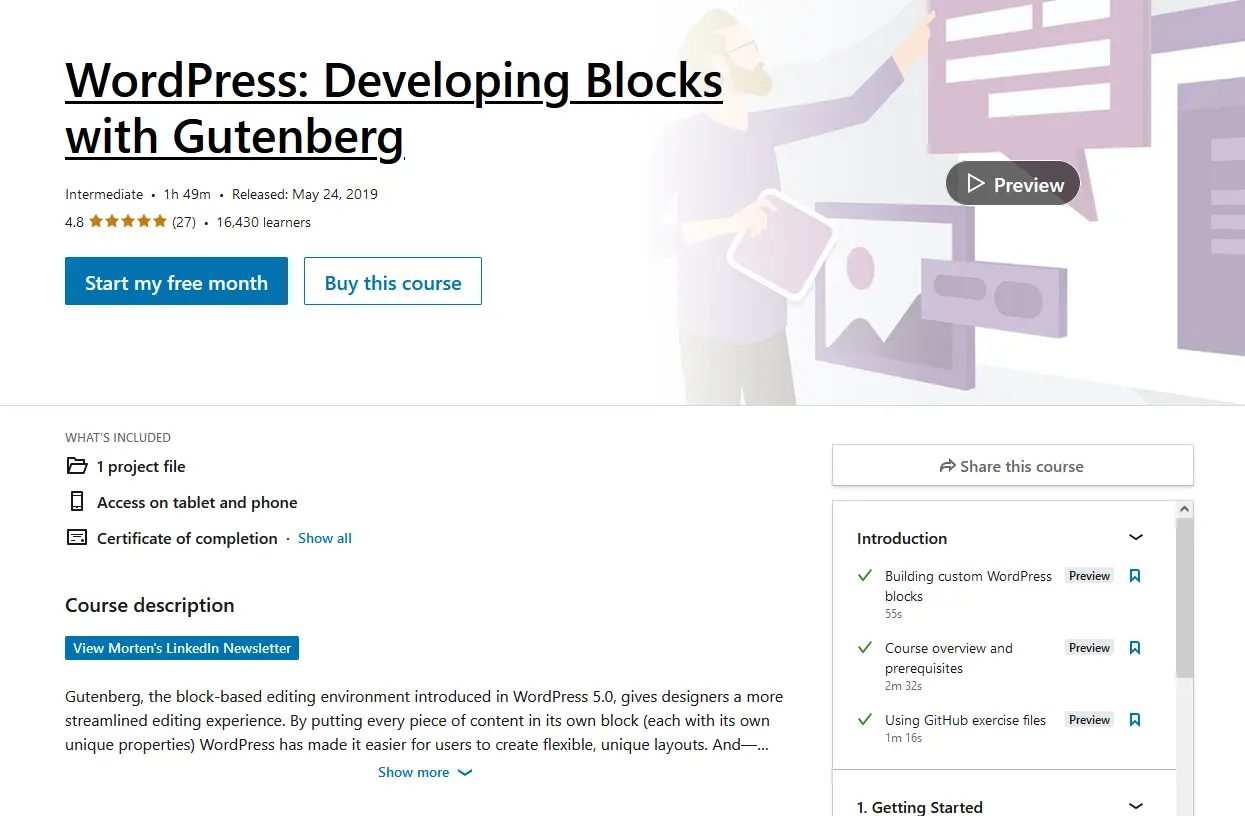 WordPress: Developing Blocks
with Gutenberg
Intermediate • 1h 49m • Released: May 24, 2019
4.8 (27) • 16,430 learners
Start my free month
Buy this course
Preview
WHAT'S INCLUDED
1 project file
Access on tablet and phone
Certificate of completion · Show all
Course description
View Morten's LinkedIn Newsletter
Gutenberg, the block-based editing environment introduced in WordPress 5.0, gives designers a more
streamlined editing experience. By putting every piece of content in its own block (each with its own
unique properties) WordPress has made it easier for users to create flexible, unique layouts. And—...
Show more
Share this course
Introduction
Building custom WordPress Preview
blocks
55s
Course overview and Preview
prerequisites
2m 32s
Using GitHub exercise files Preview
1m 16s
1. Getting Started